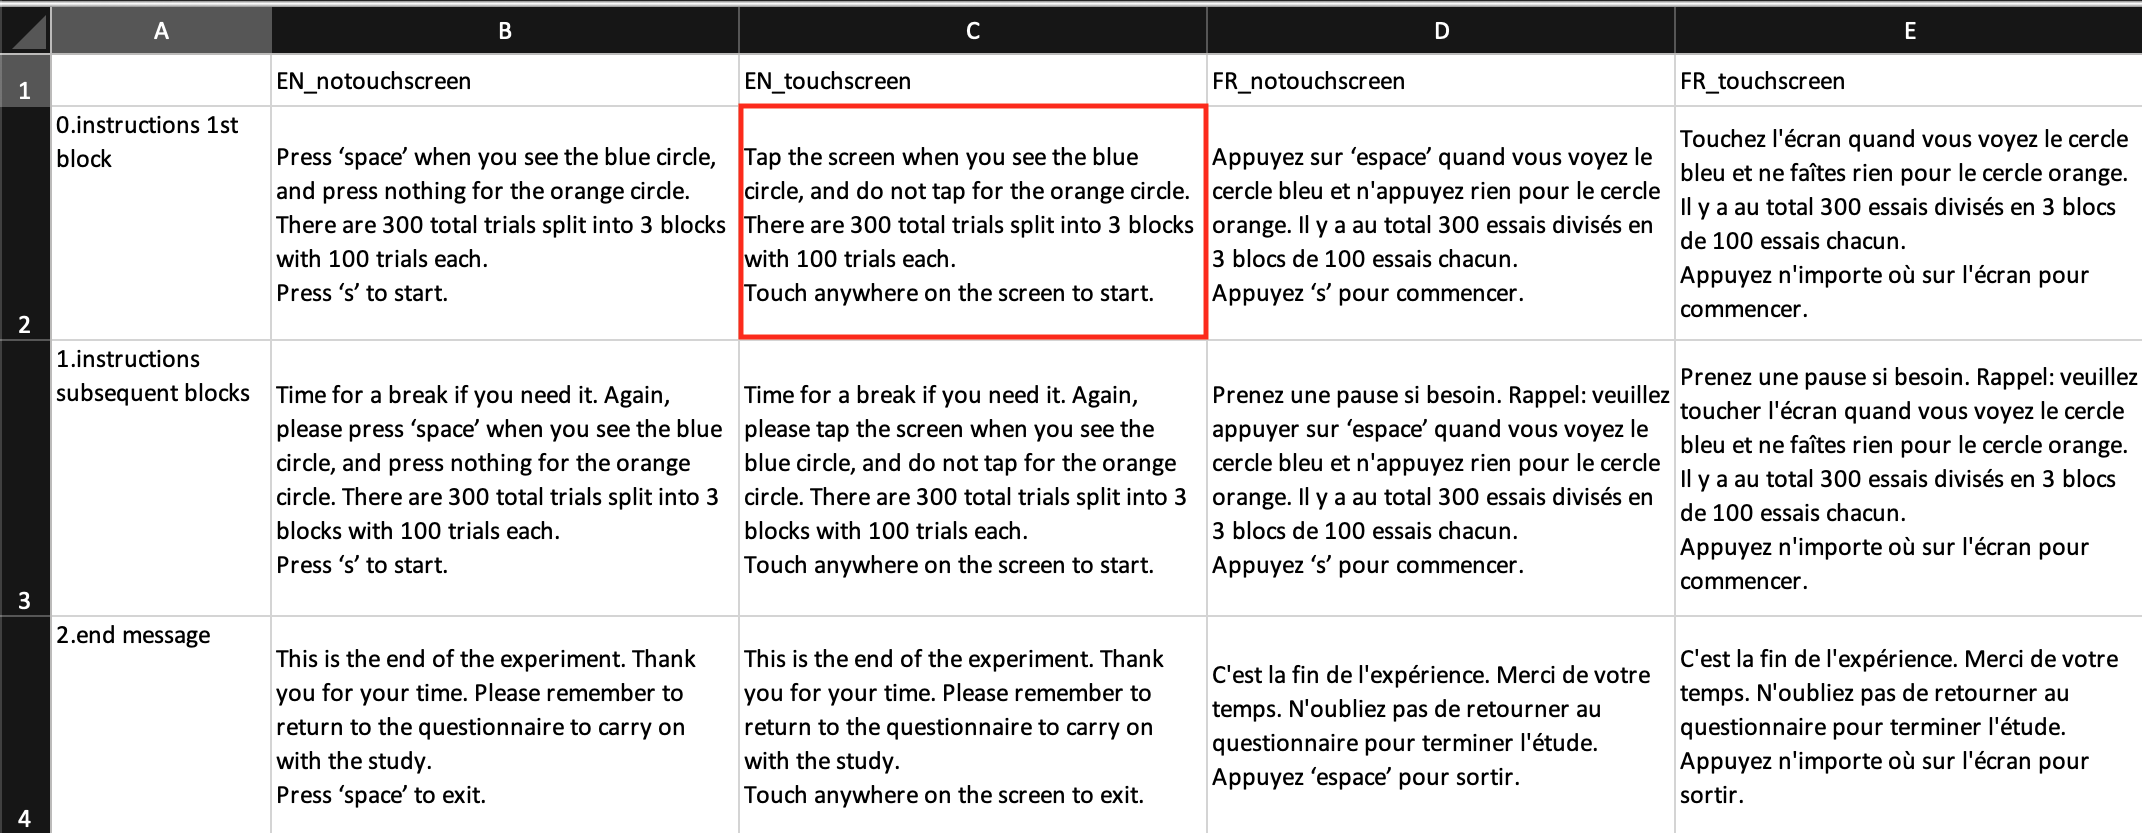 A B C D E
1 EN_notouchscreen EN_touchscreen FR_notouchscreen FR_touchscreen
2
0.instructions 1st
block
Press ‘space’ when you see the blue circle,
and press nothing for the orange circle.
There are 300 total trials split into 3 blocks
with 100 trials each.
Press ‘s’ to start.
Tap the screen when you see the blue
circle, and do not tap for the orange circle.
There are 300 total trials split into 3 blocks
with 100 trials each.
Touch anywhere on the screen to start.
Appuyez sur ‘espace’ quand vous voyez le
cercle bleu et n'appuyez rien pour le cercle
orange. Il y a au total 300 essais divisés en
3 blocs de 100 essais chacun.
Appuyez ‘s’ pour commencer.
Touchez l'écran quand vous voyez le cercle
bleu et ne faîtes rien pour le cercle orange.
Il y a au total 300 essais divisés en 3 blocs
de 100 essais chacun.
Appuyez n'importe où sur l'écran pour
commencer.
3
1.instructions
subsequent blocks
Time for a break if you need it. Again,
please press ‘space’ when you see the blue
circle, and press nothing for the orange
circle. There are 300 total trials split into 3
blocks with 100 trials each.
Press ‘s’ to start.
Time for a break if you need it. Again,
please tap the screen when you see the
blue circle, and do not tap for the orange
circle. There are 300 total trials split into 3
blocks with 100 trials each.
Touch anywhere on the screen to start.
Prenez une pause si besoin. Rappel: veuillez
appuyer sur ‘espace’ quand vous voyez le
cercle bleu et n'appuyez rien pour le cercle
orange. Il y a au total 300 essais divisés en
3 blocs de 100 essais chacun.
Appuyez ‘s’ pour commencer.
Prenez une pause si besoin. Rappel: veuillez
toucher l'écran quand vous voyez le cercle
bleu et ne faîtes rien pour le cercle orange.
Il y a au total 300 essais divisés en 3 blocs
de 100 essais chacun.
Appuyez n'importe où sur l'écran pour
commencer.
4
2.end message
This is the end of the experiment. Thank
you for your time. Please remember to
return to the questionnaire to carry on
with the study.
Press ‘space’ to exit.
This is the end of the experiment. Thank
you for your time. Please remember to
return to the questionnaire to carry on
with the study.
Touch anywhere on the screen to exit.
C'est la fin de l'expérience. Merci de votre
temps. N'oubliez pas de retourner au
questionnaire pour terminer l'étude.
Appuyez ‘espace’ pour sortir.
C'est la fin de l'expérience. Merci de votre
temps. N'oubliez pas de retourner au
questionnaire pour terminer l'étude.
Appuyez n'importe où sur l'écran pour
sortir.